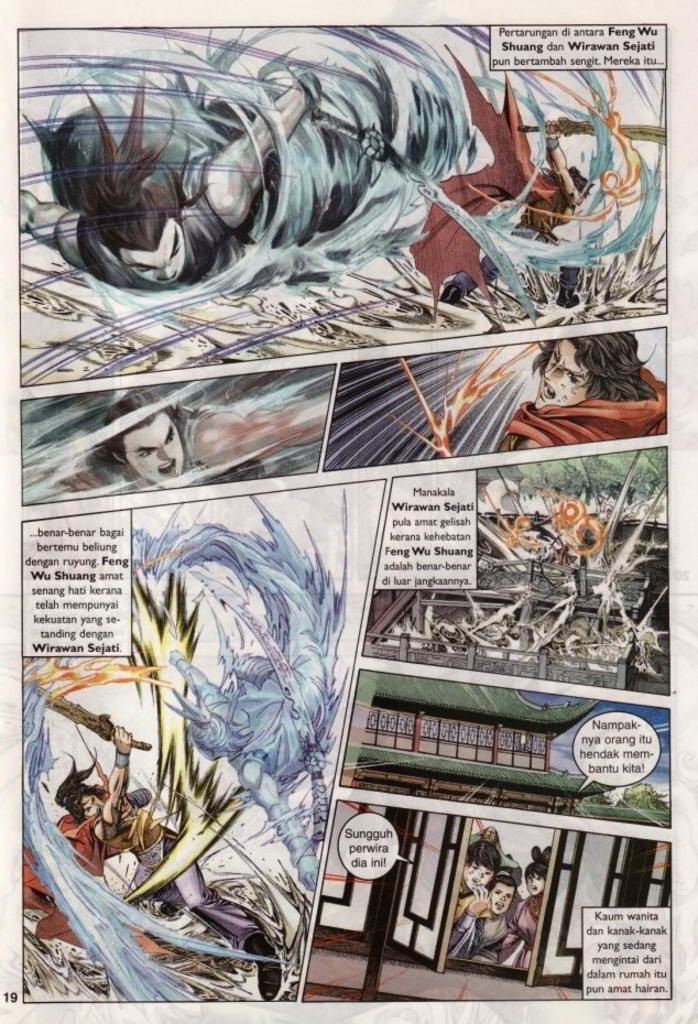 Pertarungan di antara Feng Wu
Shuang dan Wirawan Sejati
pun bertambah sengit. Mereka itu...
...benar-benar bagai
bertemu beliung
dengan ruyung. Feng
Wu Shuang amat
senang hati kerana
telah mempunyai
kekuatan yang se-
tanding dengan
Wirawan Sejati.
Manakala
Wirawan Sejati
pula amat gelisah
kerana kehebatan
Feng Wu Shuang
adalah benar-benar
di luar jangkaannya.
Nampak-
nya orang itu
hendak mem-
bantu kita!
Sungguh
perwira
dia ini!
Kaum wanita
dan kanak-kanak
yang sedang
mengintai dari
dalam rumah itu
pun amat hairan.
19